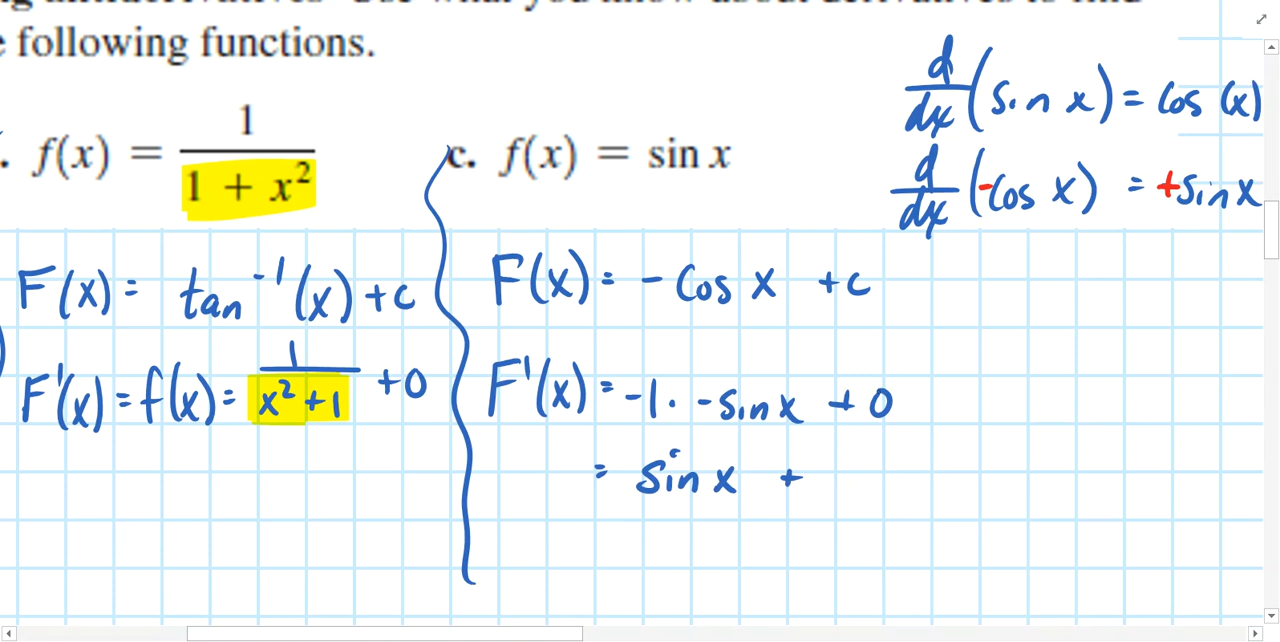 following functions.
f(x) = 1 / (1 + x²)
c. f(x) = sin x
d/dx (sin x) = cos (x)
d/dx (-cos x) = +sin x
F(x) = tan⁻¹(x) + c
F'(x) = f(x) = 1 / (x² + 1) + 0
F(x) = - cos x + c
F'(x) = -1 · -sin x + 0
= sin x +